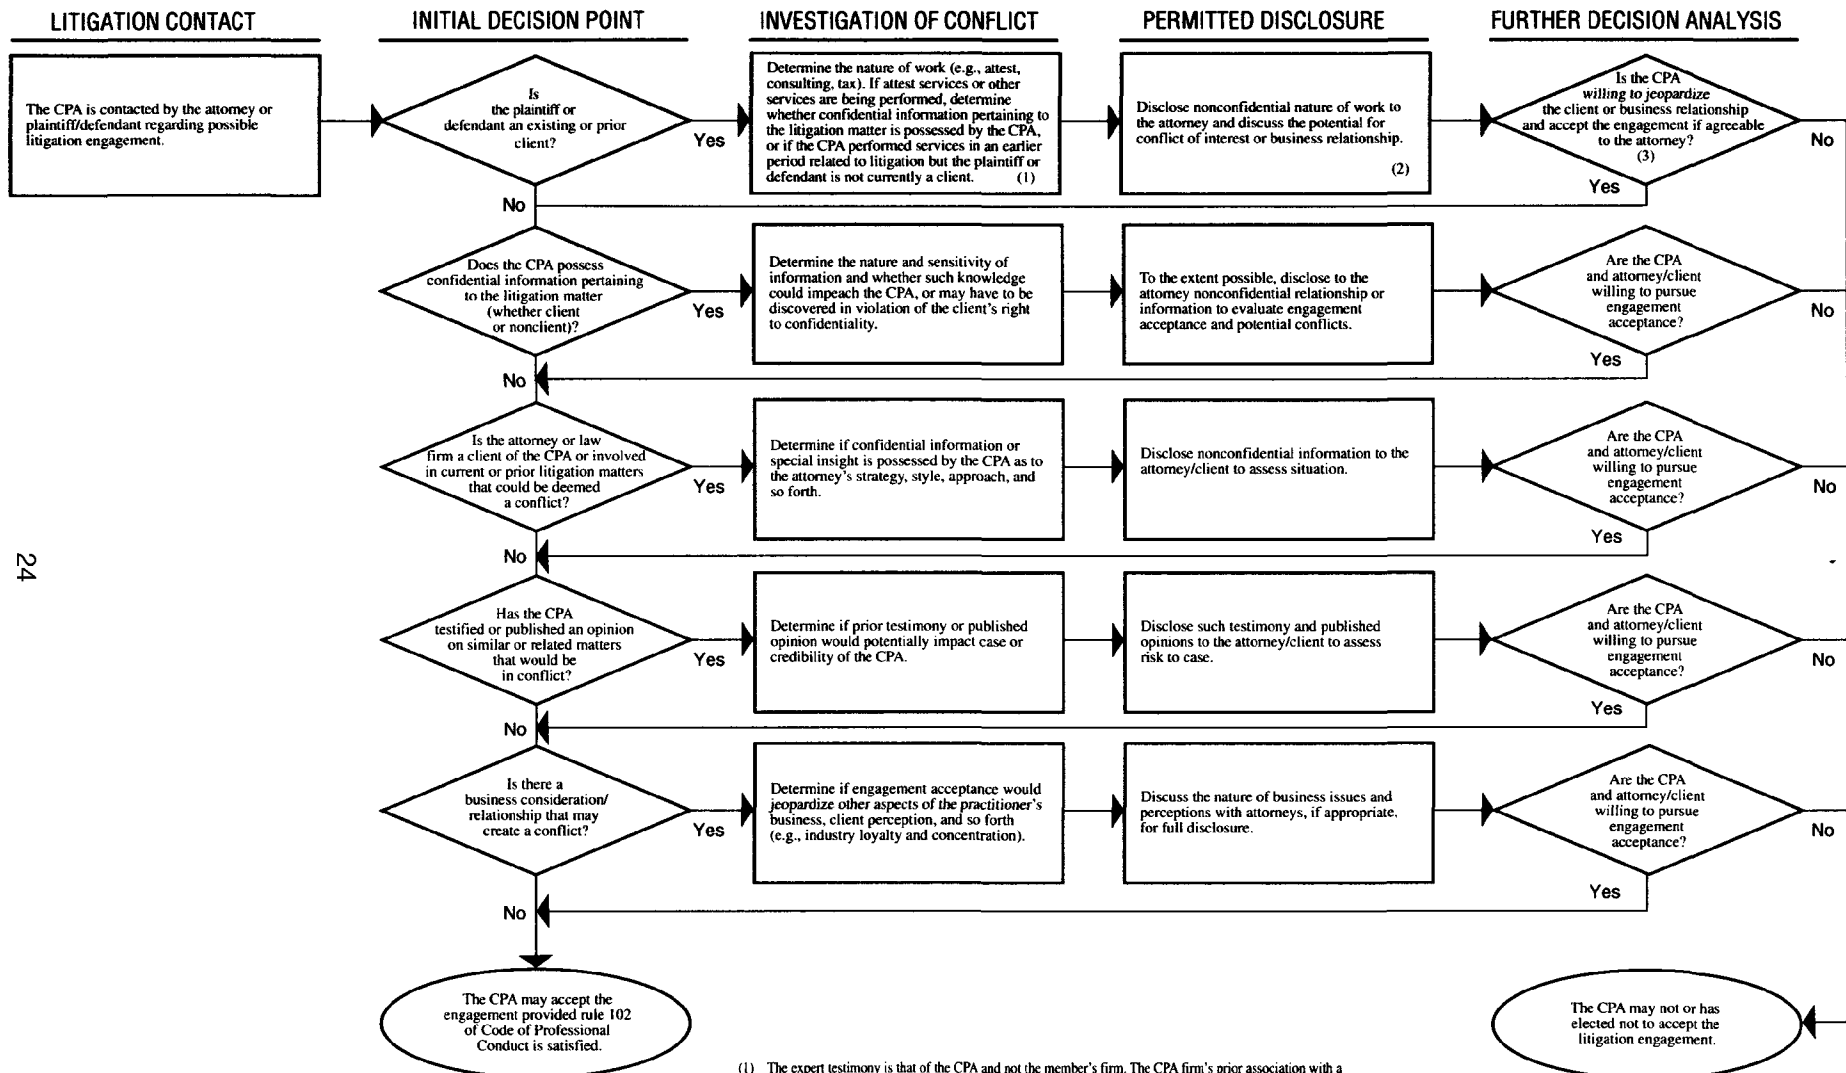 LITIGATION CONTACT
INITIAL DECISION POINT
INVESTIGATION OF CONFLICT
PERMITTED DISCLOSURE
FURTHER DECISION ANALYSIS
The CPA is contacted by the attorney or
plaintiff/defendant regarding possible
litigation engagement.
Is
the plaintiff or
defendant an existing or prior
client?
Yes
Determine the nature of work (e.g., attest,
consulting, tax). If attest services or other
services are being performed, determine
whether confidential information pertaining to
the litigation matter is possessed by the CPA,
or if the CPA performed services in an earlier
period related to litigation but the plaintiff or
defendant is not currently a client. (1)
Disclose nonconfidential nature of work to
the attorney and discuss the potential for
conflict of interest or business relationship.
(2)
Is the CPA
willing to jeopardize
the client or business relationship
and accept the engagement if agreeable
to the attorney?
(3)
No
Yes
No
Does the CPA possess
confidential information pertaining
to the litigation matter
(whether client
or nonclient)?
Yes
Determine the nature and sensitivity of
information and whether such knowledge
could impeach the CPA, or may have to be
discovered in violation of the client's right
to confidentiality.
To the extent possible, disclose to the
attorney nonconfidential relationship or
information to evaluate engagement
acceptance and potential conflicts.
Are the CPA
and attorney/client
willing to pursue
engagement
acceptance?
No
Yes
No
Is the attorney or law
firm a client of the CPA or involved
in current or prior litigation matters
that could be deemed
a conflict?
Yes
Determine if confidential information or
special insight is possessed by the CPA as to
the attorney's strategy, style, approach, and
so forth.
Disclose nonconfidential information to the
attorney/client to assess situation.
Are the CPA
and attorney/client
willing to pursue
engagement
acceptance?
No
Yes
No
24
Has the CPA
testified or published an opinion
on similar or related matters
that would be
in conflict?
Yes
Determine if prior testimony or published
opinion would potentially impact case or
credibility of the CPA.
Disclose such testimony and published
opinions to the attorney/client to assess
risk to case.
Are the CPA
and attorney/client
willing to pursue
engagement
acceptance?
No
Yes
No
Is there a
business consideration/
relationship that may
create a conflict?
Yes
Determine if engagement acceptance would
jeopardize other aspects of the practitioner's
business, client perception, and so forth
(e.g., industry loyalty and concentration).
Discuss the nature of business issues and
perceptions with attorneys, if appropriate,
for full disclosure.
Are the CPA
and attorney/client
willing to pursue
engagement
acceptance?
No
Yes
No
The CPA may accept the
engagement provided rule 102
of Code of Professional
Conduct is satisfied.
The CPA may not or has
elected not to accept the
litigation engagement.
(1) The expert testimony is that of the CPA and not the member's firm. The CPA firm's prior association with a